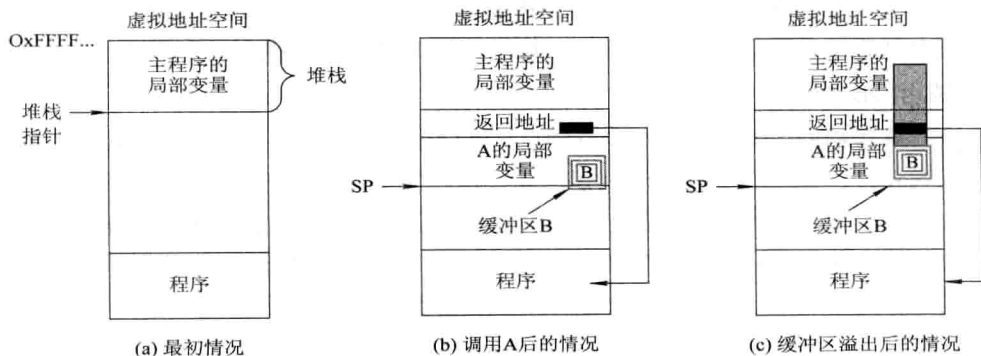 虚拟地址空间
OxFFFF...
主程序的
局部变量
堆栈
堆栈
指针
程序
(a) 最初情况
虚拟地址空间
主程序的
局部变量
返回地址
A的局部
变量
B
SP
缓冲区B
程序
(b) 调用A后的情况
虚拟地址空间
主程序的
局部变量
返回地址
A的局部
变量
B
SP
缓冲区B
程序
(c) 缓冲区溢出后的情况